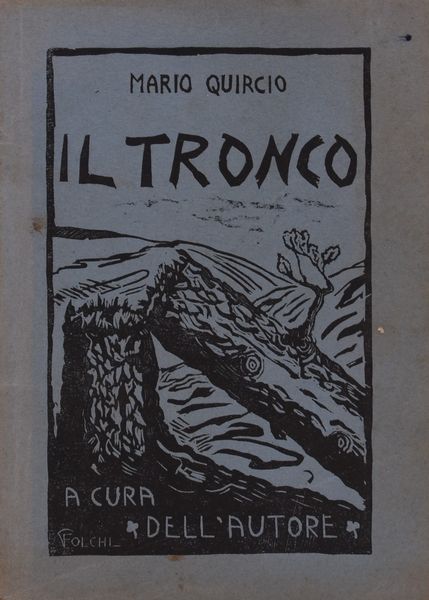 MARIO QUIRCIO
IL TRONCO
A CURA
DELL'AUTORE
FOLCHI